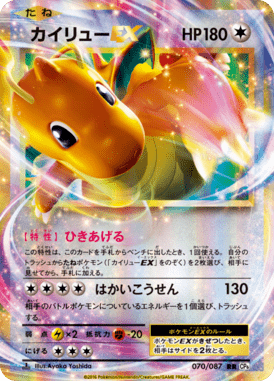 たね
カイリューEX HP180
[特性] ひきあげる
このカードを手札からベンチに出したとき、1回使える。自分の
トラッシュからたねポケモン（「カイリューEX」をのぞく）を2枚選び、相手
に見せてから、手札に加える。
はかいこうせん 130
相手のバトルポケモンについているエネルギーを1個選び、トラッシュする。
弱点 ×2 抵抗力 -20
にげる
ポケモンEXのルール
ポケモンEXがきぜつしたとき、
相手はサイドを2枚とる。
Illus. Ayaka Yoshida
070/087 RR CP6
©2016 Pokémon/Nintendo/Creatures/GAME FREAK.